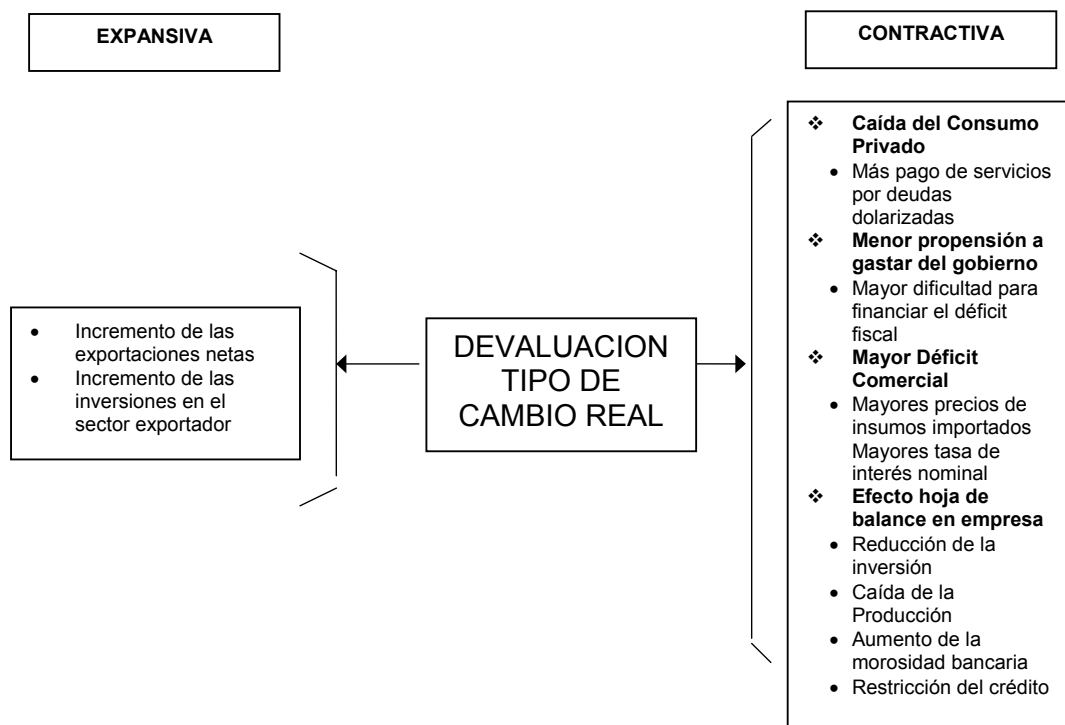 EXPANSIVA
CONTRACTIVA
• Incremento de las
exportaciones netas
• Incremento de las
inversiones en el
sector exportador
DEVALUACION
TIPO DE
CAMBIO REAL
❖ Caída del Consumo
Privado
• Más pago de servicios
por deudas
dolarizadas
❖ Menor propensión a
gastar del gobierno
• Mayor dificultad para
financiar el déficit
fiscal
❖ Mayor Déficit
Comercial
• Mayores precios de
insumos importados
Mayores tasa de
interés nominal
❖ Efecto hoja de
balance en empresa
• Reducción de la
inversión
• Caída de la
Producción
• Aumento de la
morosidad bancaria
• Restricción del crédito